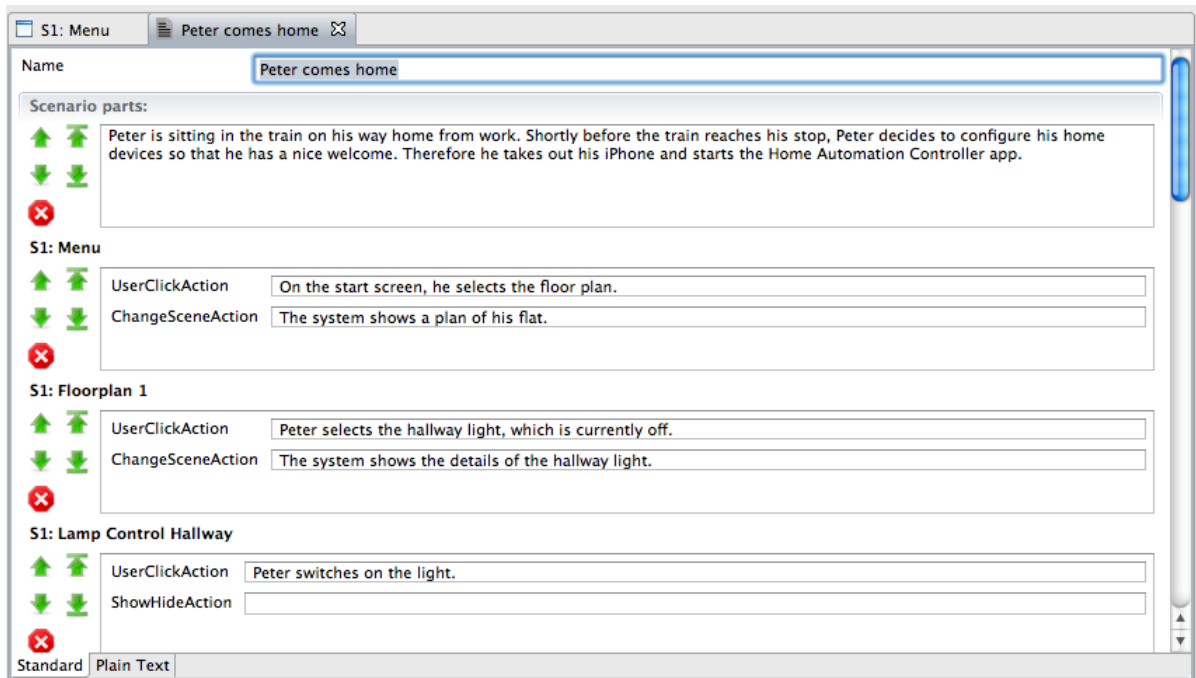 S1: Menu
Peter comes home
Name
Peter comes home
Scenario parts:
Peter is sitting in the train on his way home from work. Shortly before the train reaches his stop, Peter decides to configure his home
devices so that he has a nice welcome. Therefore he takes out his iPhone and starts the Home Automation Controller app.
S1: Menu
UserClickAction On the start screen, he selects the floor plan.
ChangeSceneAction The system shows a plan of his flat.
S1: Floorplan 1
UserClickAction Peter selects the hallway light, which is currently off.
ChangeSceneAction The system shows the details of the hallway light.
S1: Lamp Control Hallway
UserClickAction Peter switches on the light.
ShowHideAction
Standard Plain Text